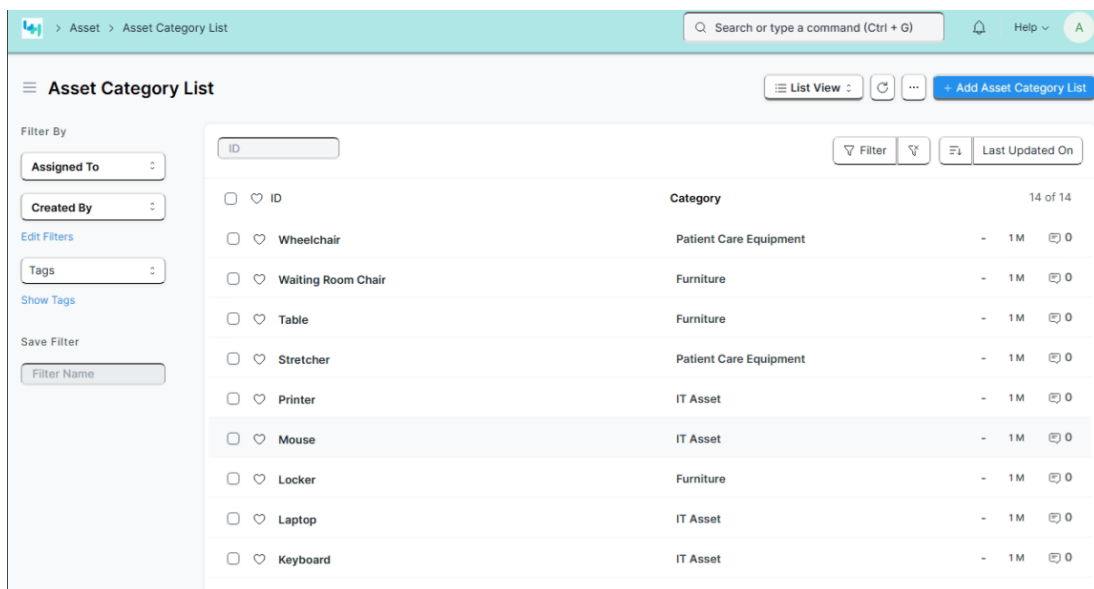 > Asset > Asset Category List
Search or type a command (Ctrl + G)
Help
A
Asset Category List
List View
...
+ Add Asset Category List
Filter By
Assigned To
Created By
Edit Filters
Tags
Show Tags
Save Filter
Filter Name
ID
Filter
Last Updated On
ID Category 14 of 14
Wheelchair Patient Care Equipment - 1 M 0
Waiting Room Chair Furniture - 1 M 0
Table Furniture - 1 M 0
Stretcher Patient Care Equipment - 1 M 0
Printer IT Asset - 1 M 0
Mouse IT Asset - 1 M 0
Locker Furniture - 1 M 0
Laptop IT Asset - 1 M 0
Keyboard IT Asset - 1 M 0